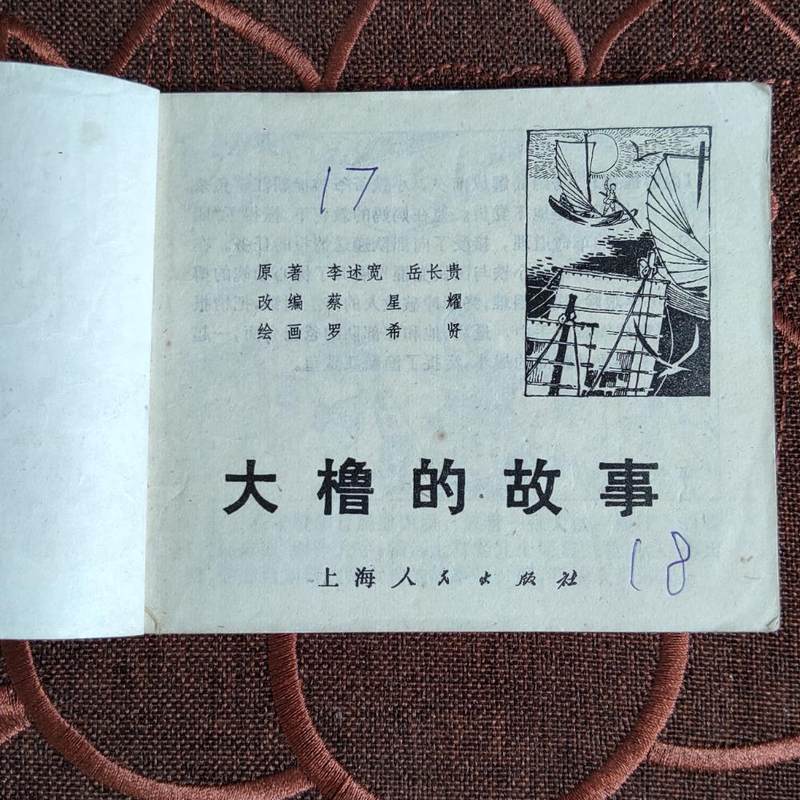 17
原著 李述宽 岳长贵
改编 蔡星耀
绘画 罗希贤
大橹的故事
上海人民出版社
18